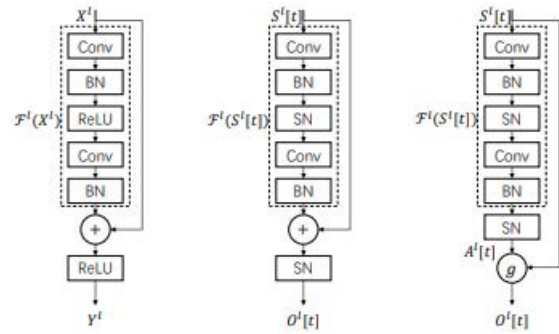 X^l
Conv
BN
ReLU
Conv
BN
F^l(X^l)
+
ReLU
Y^l
S^l[t]
Conv
BN
SN
Conv
BN
F^l(S^l[t])
+
SN
O^l[t]
S^l[t]
Conv
BN
SN
Conv
BN
F^l(S^l[t])
SN
A^l[t]
g
O^l[t]